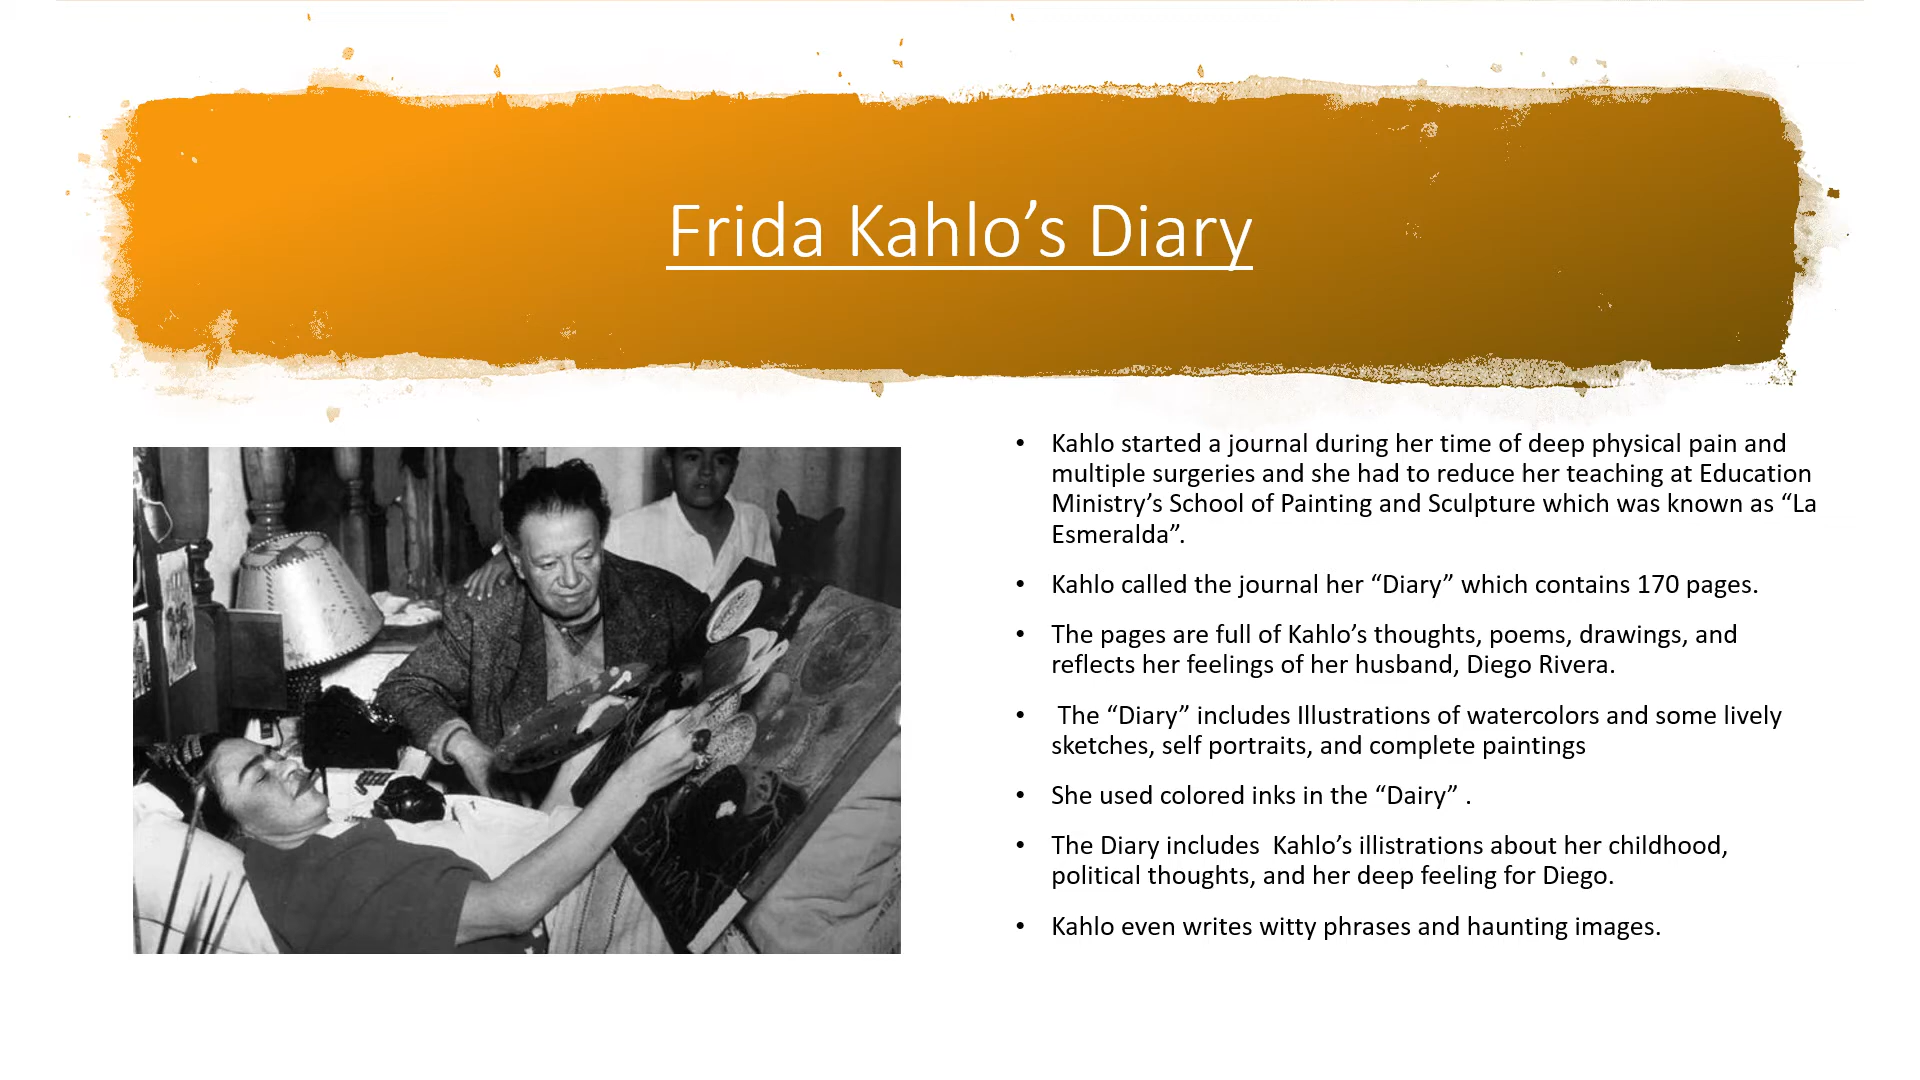 Frida Kahlo’s Diary
• Kahlo started a journal during her time of deep physical pain and
multiple surgeries and she had to reduce her teaching at Education
Ministry’s School of Painting and Sculpture which was known as “La
Esmeralda”.
• Kahlo called the journal her “Diary” which contains 170 pages.
• The pages are full of Kahlo’s thoughts, poems, drawings, and
reflects her feelings of her husband, Diego Rivera.
• The “Diary” includes Illustrations of watercolors and some lively
sketches, self portraits, and complete paintings
• She used colored inks in the “Dairy” .
• The Diary includes  Kahlo’s illistrations about her childhood,
political thoughts, and her deep feeling for Diego.
• Kahlo even writes witty phrases and haunting images.